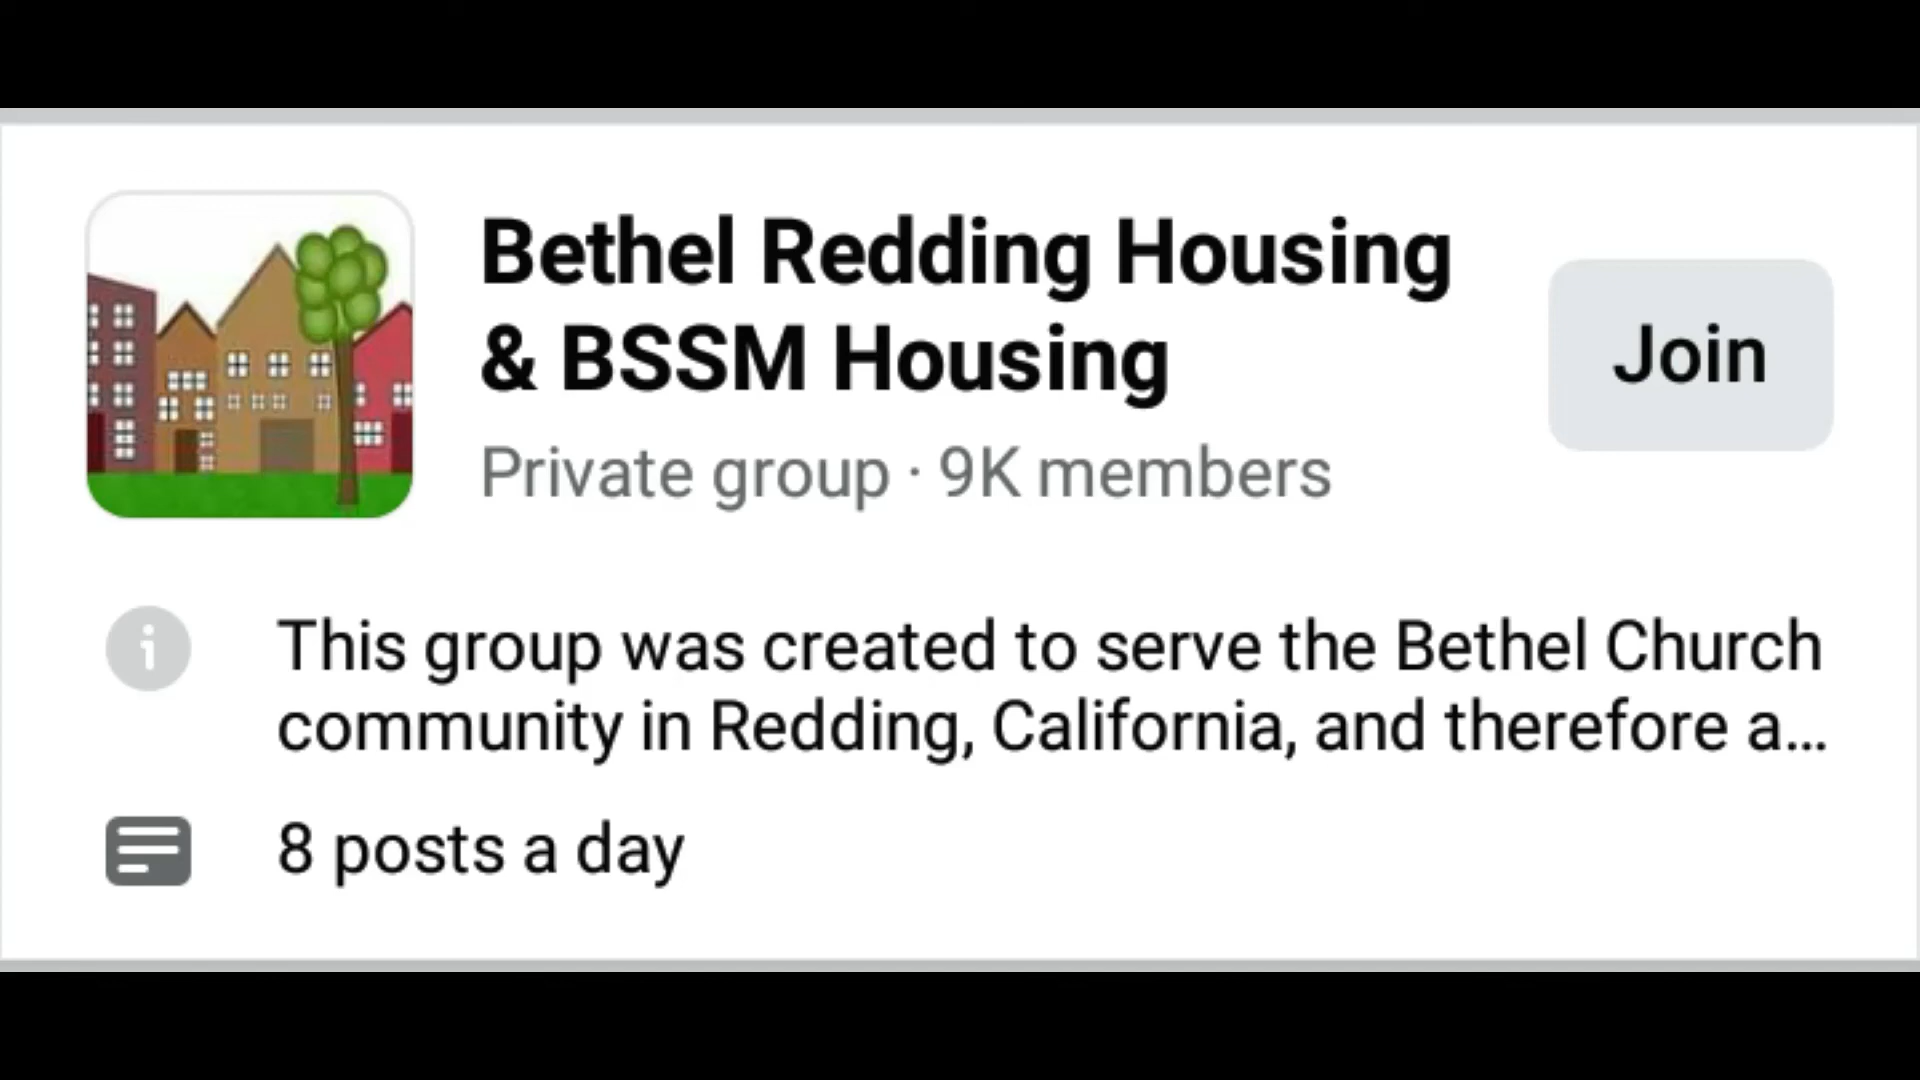 Bethel Redding Housing
& BSSM Housing
Join
Private group · 9K members
This group was created to serve the Bethel Church
community in Redding, California, and therefore a...
8 posts a day